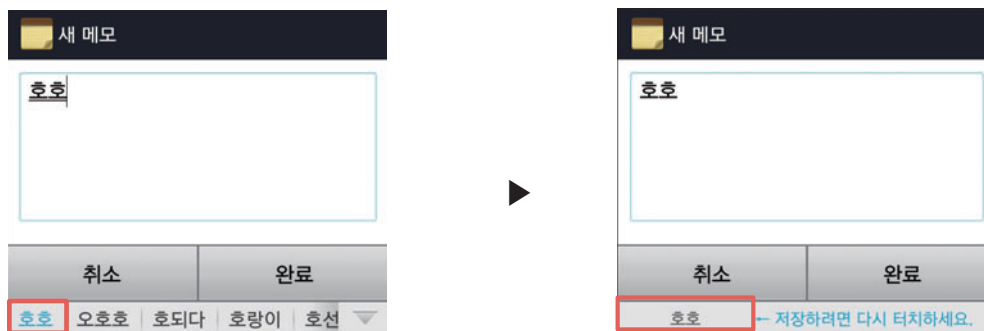 새 메모
호호
취소 완료
호호 오호호 호되다 호랑이 호선
새 메모
호호
취소 완료
호호 ← 저장하려면 다시 터치하세요.